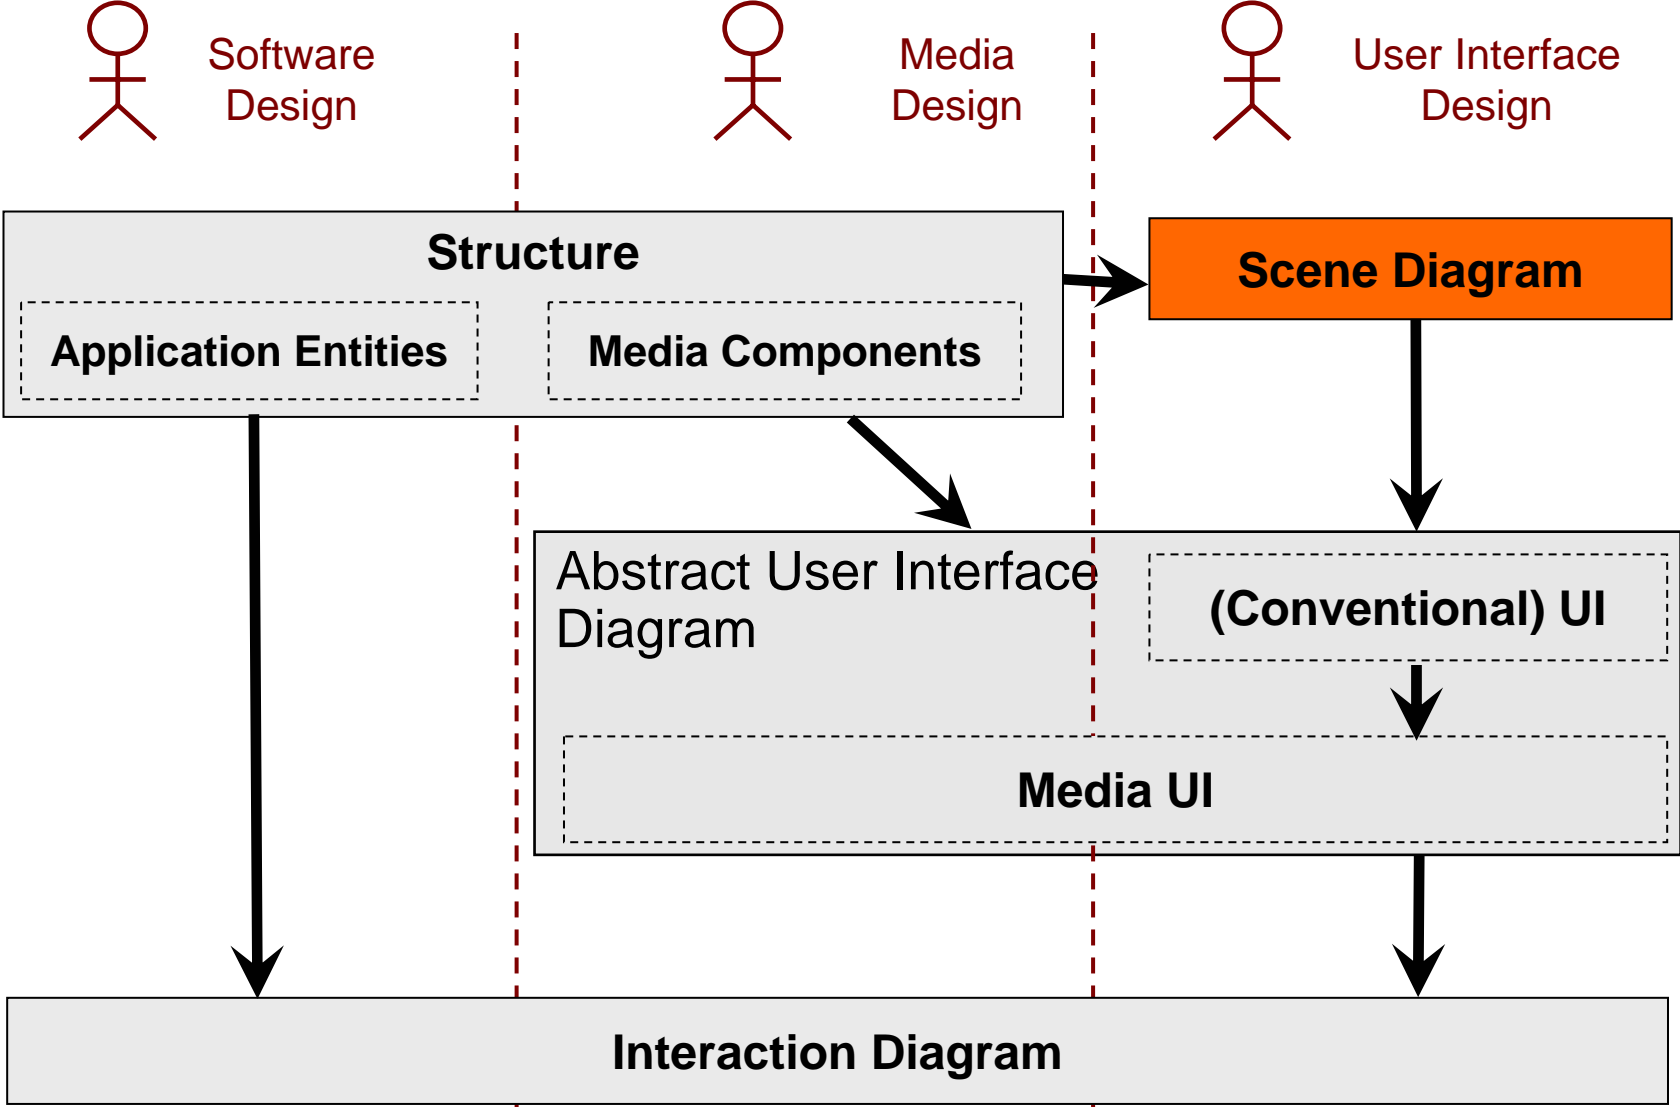 Software
Design
Media
Design
User Interface
Design
Structure
Application Entities
Media Components
Scene Diagram
Abstract User Interface
Diagram
(Conventional) UI
Media UI
Interaction Diagram